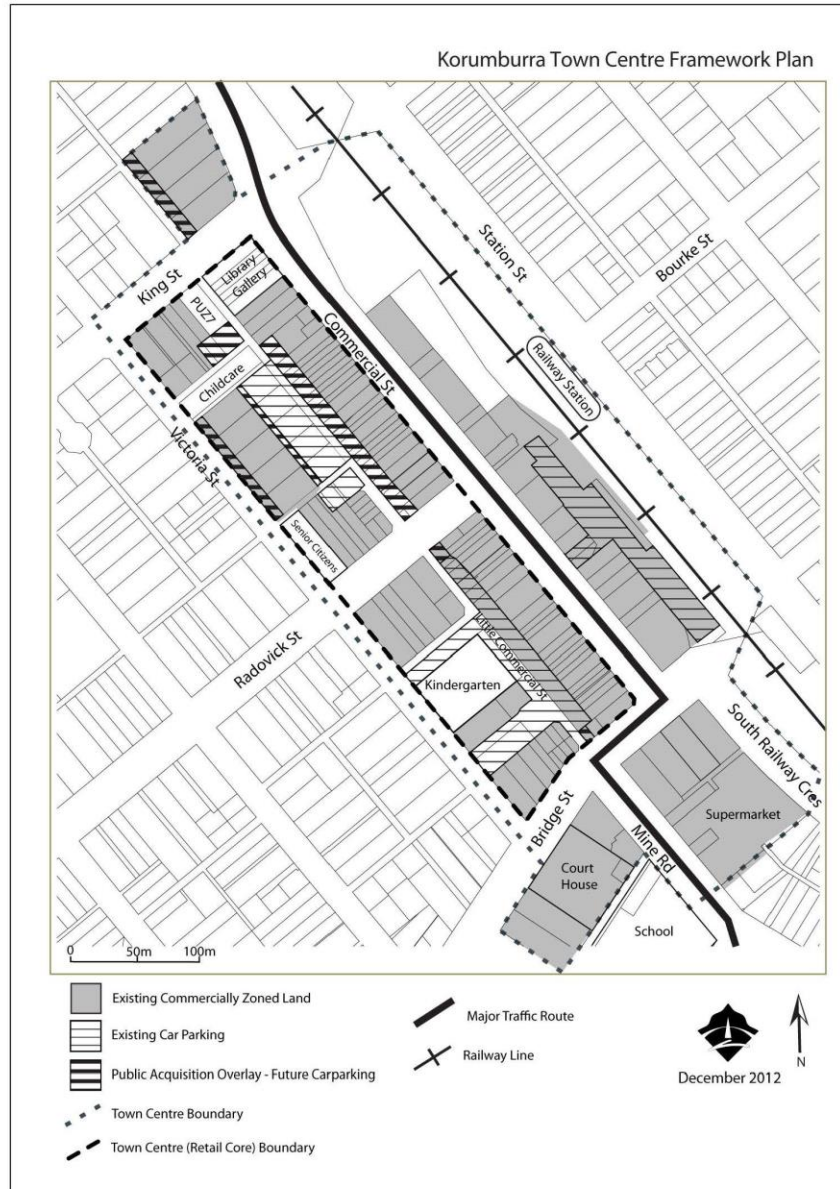 Korumburra Town Centre Framework Plan
Station St
Bourke St
King St
Library
Gallery
PUZ7
Commercial St
Railway Station
Childcare
Victoria St
Senior Citizens
Radovick St
Little Commercial St
Kindergarten
South Railway Cres
Supermarket
Bridge St
Mine Rd
Court
House
School
0 50m 100m
Existing Commercially Zoned Land
Existing Car Parking
Public Acquisition Overlay - Future Carparking
Town Centre Boundary
Town Centre (Retail Core) Boundary
Major Traffic Route
Railway Line
N
December 2012